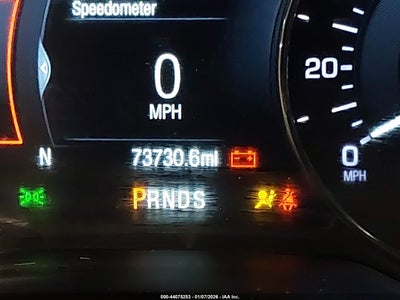 Speedometer
0
MPH
20
0
MPH
N 73730.6mi
PRNDS
000-44075253 - 01/07/2026 - IAA Inc.